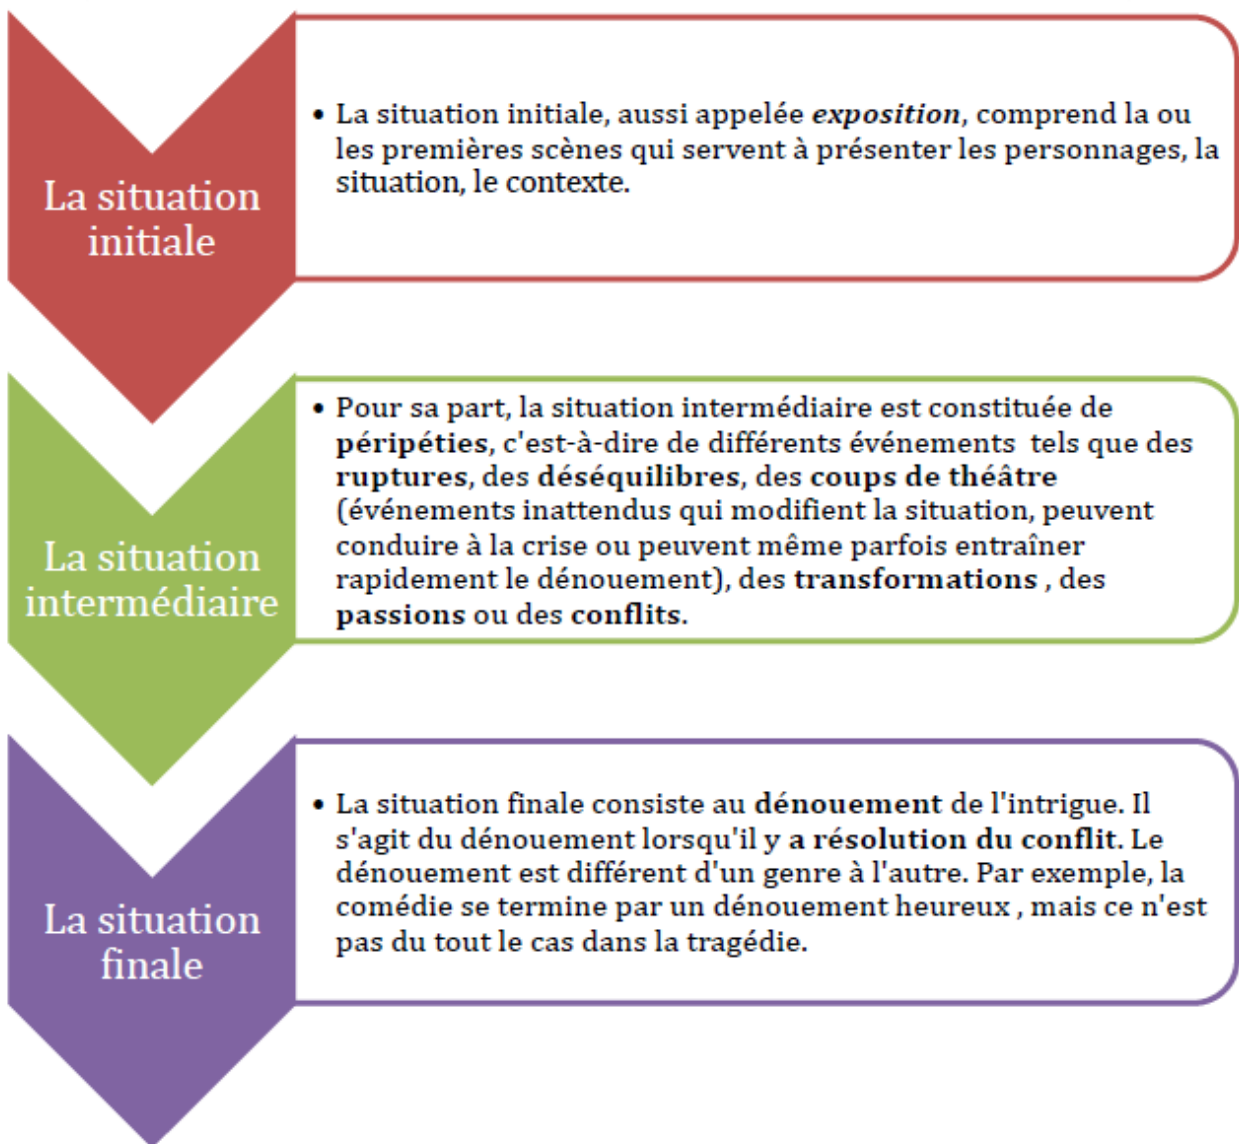 La situation
initiale
• La situation initiale, aussi appelée exposition, comprend la ou
les premières scènes qui servent à présenter les personnages, la
situation, le contexte.
La situation
intermédiaire
• Pour sa part, la situation intermédiaire est constituée de
péripéties, c'est-à-dire de différents événements tels que des
ruptures, des déséquilibres, des coups de théâtre
(événements inattendus qui modifient la situation, peuvent
conduire à la crise ou peuvent même parfois entraîner
rapidement le dénouement), des transformations , des
passions ou des conflits.
La situation
finale
• La situation finale consiste au dénouement de l'intrigue. Il
s'agit du dénouement lorsqu'il y a résolution du conflit. Le
dénouement est différent d'un genre à l'autre. Par exemple, la
comédie se termine par un dénouement heureux , mais ce n'est
pas du tout le cas dans la tragédie.